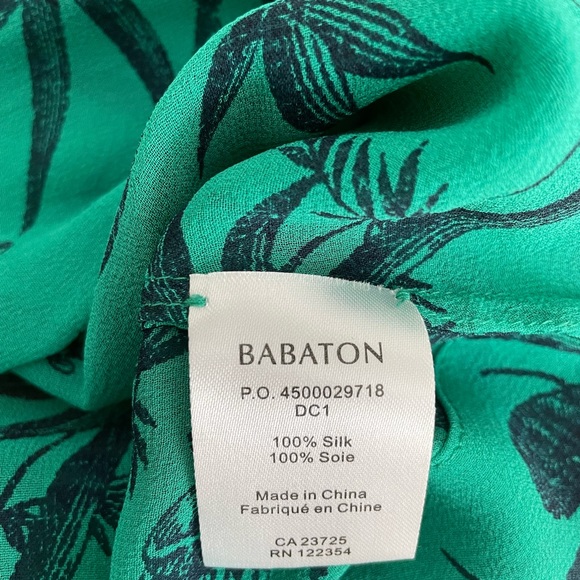 BABATON
P.O. 4500029718
DC1
100% Silk
100% Soie
Made in China
Fabriqué en Chine
CA 23725
RN 122354